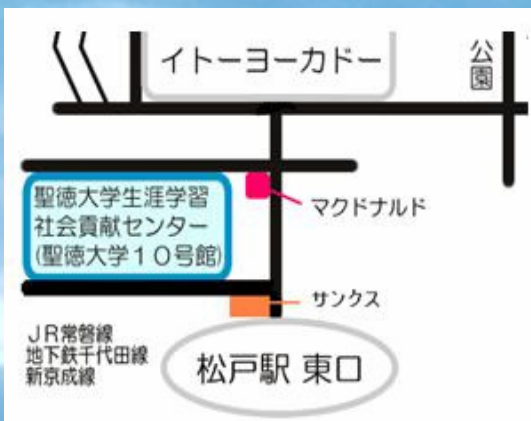 イトーヨーカドー
公園
聖徳大学生涯学習
社会貢献センター
(聖徳大学１０号館)
マクドナルド
サンクス
ＪＲ常磐線
地下鉄千代田線
新京成線
松戸駅 東口